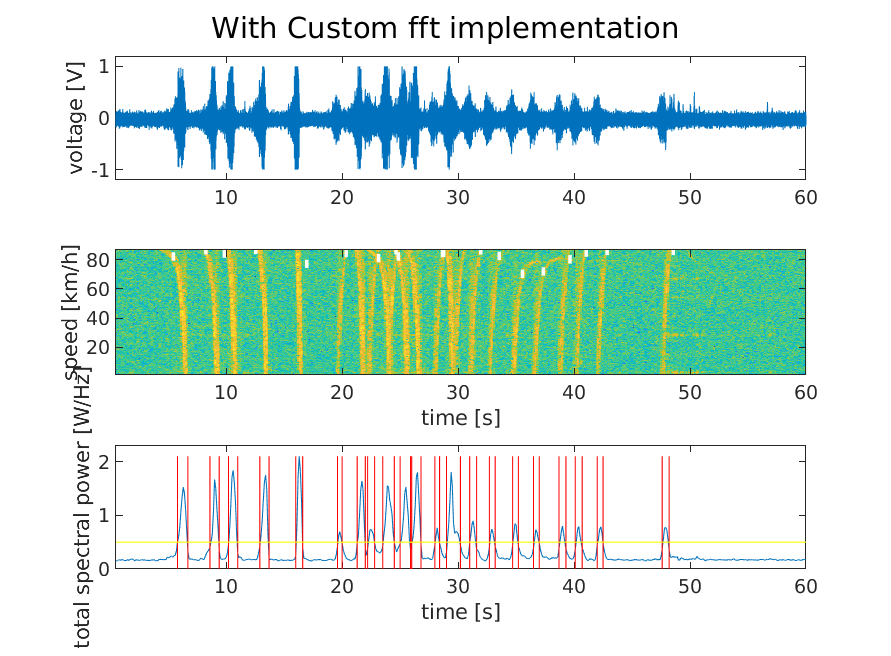 With Custom fft implementation
voltage [V]
1
0
-1
10 20 30 40 50 60
speed [km/h]
80
60
40
20
10 20 30 40 50 60
time [s]
total spectral power [W/Hz]
2
1
0
10 20 30 40 50 60
time [s]